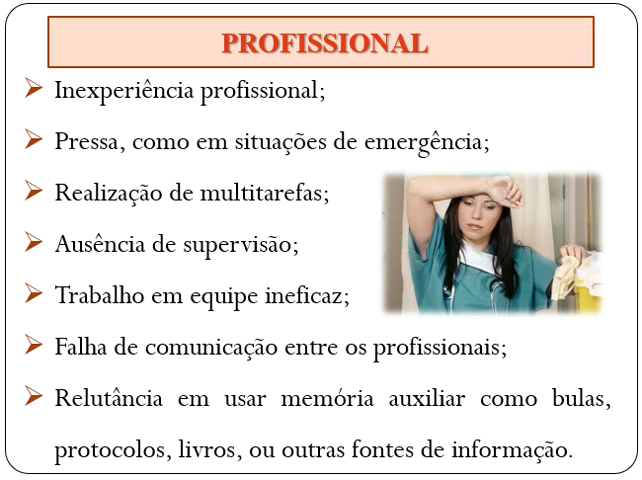 PROFISSIONAL
Inexperiência profissional;
Pressa, como em situações de emergência;
Realização de multitarefas;
Ausência de supervisão;
Trabalho em equipe ineficaz;
Falha de comunicação entre os profissionais;
Relutância em usar memória auxiliar como bulas,
protocolos, livros, ou outras fontes de informação.